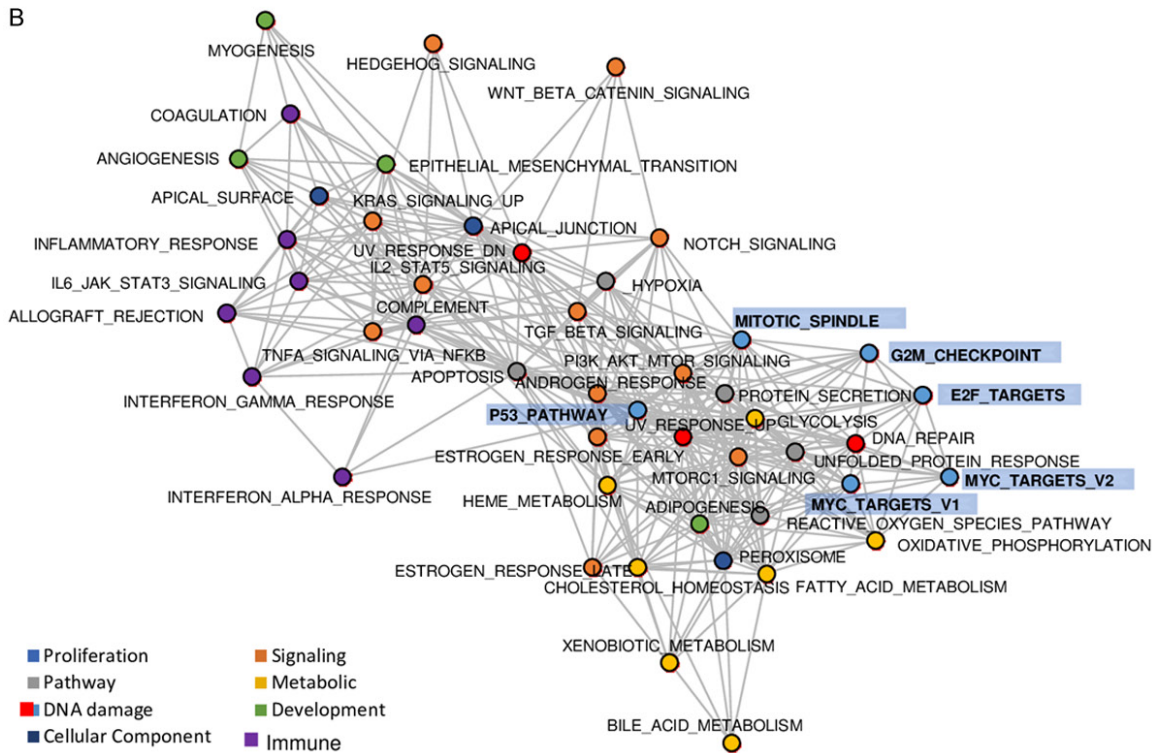 B
MYOGENESIS
HEDGEHOG_SIGNALING
WNT_BETA_CATENIN_SIGNALING
COAGULATION
ANGIOGENESIS
EPITHELIAL_MESENCHYMAL_TRANSITION
APICAL_SURFACE
KRAS_SIGNALING_UP
APICAL_JUNCTION
INFLAMMATORY_RESPONSE
UV_RESPONSE_DN
NOTCH_SIGNALING
IL2_STAT5_SIGNALING
IL6_JAK_STAT3_SIGNALING
HYPOXIA
COMPLEMENT
ALLOGRAFT_REJECTION
MITOTIC_SPINDLE
TGF_BETA_SIGNALING
TNFA_SIGNALING_VIA_NFKB
G2M_CHECKPOINT
PI3K_AKT_MTOR_SIGNALING
APOPTOSIS
ANDROGEN_RESPONSE
INTERFERON_GAMMA_RESPONSE
PROTEIN_SECRETION
E2F_TARGETS
P53_PATHWAY
UV_RESPONSE_UP
GLYCOLYSIS
DNA_REPAIR
ESTROGEN_RESPONSE_EARLY
UNFOLDED_PROTEIN_RESPONSE
MTORC1_SIGNALING
MYC_TARGETS_V2
INTERFERON_ALPHA_RESPONSE
HEME_METABOLISM
MYC_TARGETS_V1
ADIPOGENESIS
REACTIVE_OXYGEN_SPECIES_PATHWAY
OXIDATIVE_PHOSPHORYLATION
PEROXISOME
ESTROGEN_RESPONSE_LATE
CHOLESTEROL_HOMEOSTASIS
FATTY_ACID_METABOLISM
XENOBIOTIC_METABOLISM
BILE_ACID_METABOLISM
Proliferation
Signaling
Pathway
Metabolic
DNA damage
Development
Cellular Component
Immune